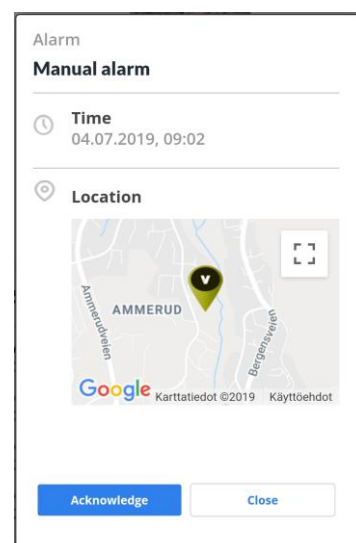 Alarm
Manual alarm
Time
04.07.2019, 09:02
Location
V
AMMERUD
Ammerudveien
Bergensveien
Google
Karttatiedot ©2019 Käyttöehdot
Acknowledge
Close